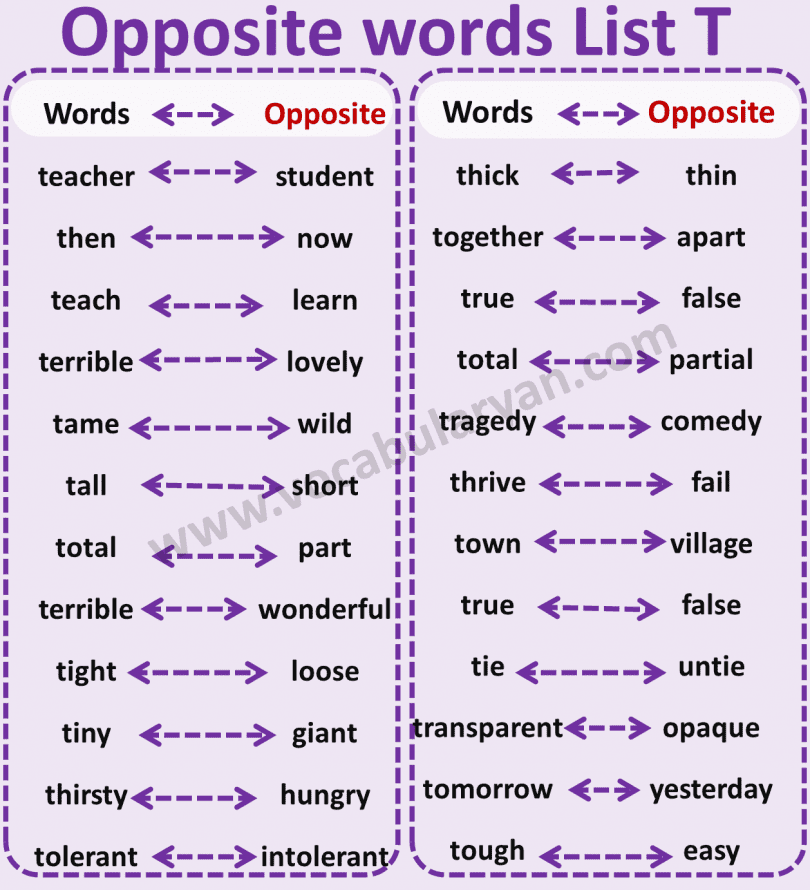 Opposite words List T
Words Opposite
teacher student
then now
teach learn
terrible lovely
tame wild
tall short
total part
terrible wonderful
tight loose
tiny giant
thirsty hungry
tolerant intolerant
Words Opposite
thick thin
together apart
true false
total partial
tragedy comedy
thrive fail
town village
true false
tie untie
transparent opaque
tomorrow yesterday
tough easy
www.vocabularyan.com